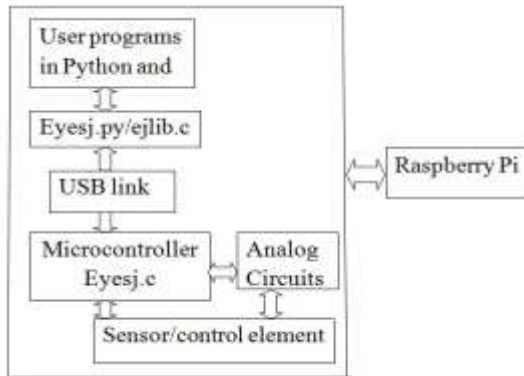 User programs
in Python and
Eyesj.py/ejlib.c
USB link
Microcontroller
Eyesj.c
Analog
Circuits
Sensor/control element
Raspberry Pi